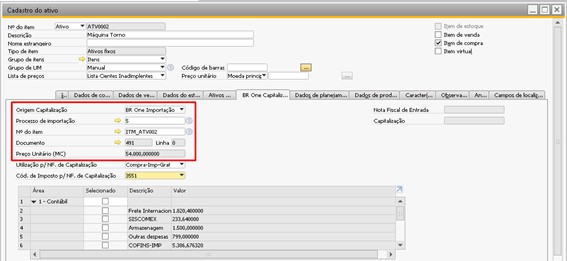 Cadastro do ativo
Nº do item Ativo ATV0002
Descrição Máquina Torno
Nome estrangeiro
Tipo de item Ativos fixos
Grupo de itens Itens
Grupo de UM Manual Código de barras ...
Lista de preços Lista Cientes Inadimplentes Preço unitário Moeda princip ...
Item de estoque
Item de venda
Item de compra
Item virtual
Dados de co... Dados de ve... Dados do est... Ativos ... BR One Capitaliz... Dados de planejam... Dados de prod... Caracterí... Observa... An... Campos de localiz...
Origem Capitalização BR One Importação Nota Fiscal de Entrada
Processo de importação 5 Capitalização
Nº do item ITM_ATV002
Documento 491 Linha 0
Preço Unitário (MC) 54.000,000000
Utilização p/ NF. de Capitalização Compra-Imp-Grat
Cód. de Imposto p/ NF. de Capitalização 3551
Área Selecionado Descrição Valor
1 1 - Contábil
2 Frete Internacion 1.820,400000
3 SISCOMEX 233,640000
4 Armazenagem 1.500,000000
5 Outras despesas 799,000000
6 COFINS-IMP 5.306,676320